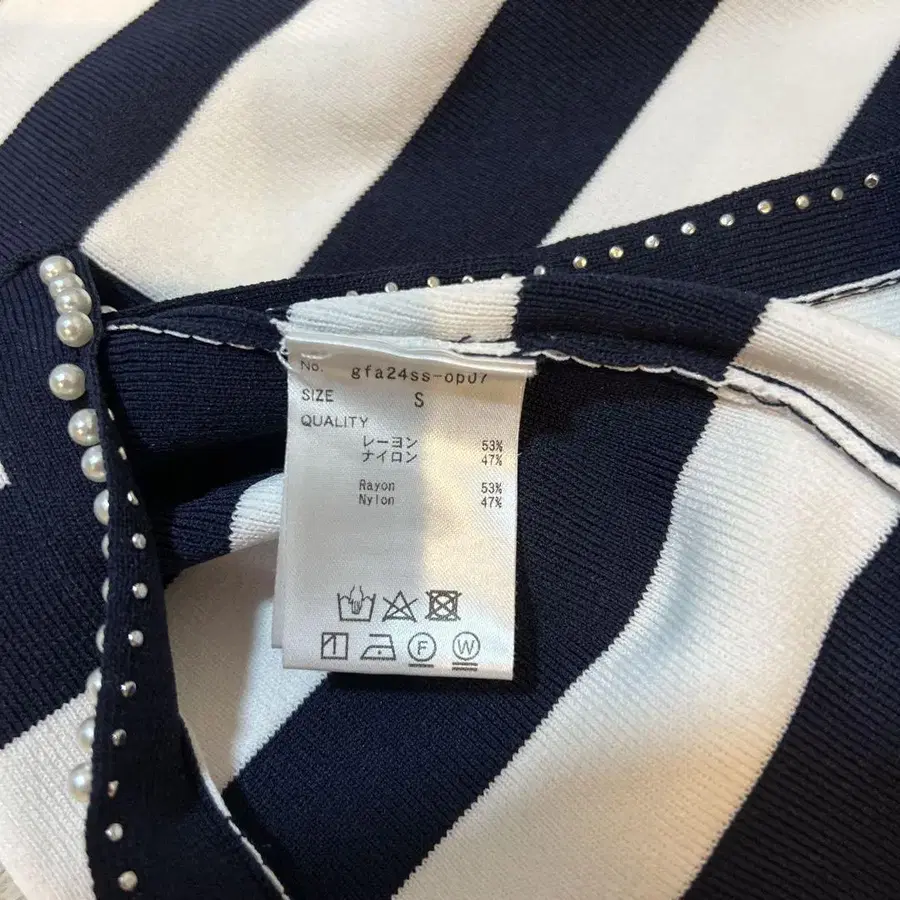 No. gfa24ss-op07
SIZE S
QUALITY
レーヨン 53%
ナイロン 47%
Rayon 53%
Nylon 47%
F W